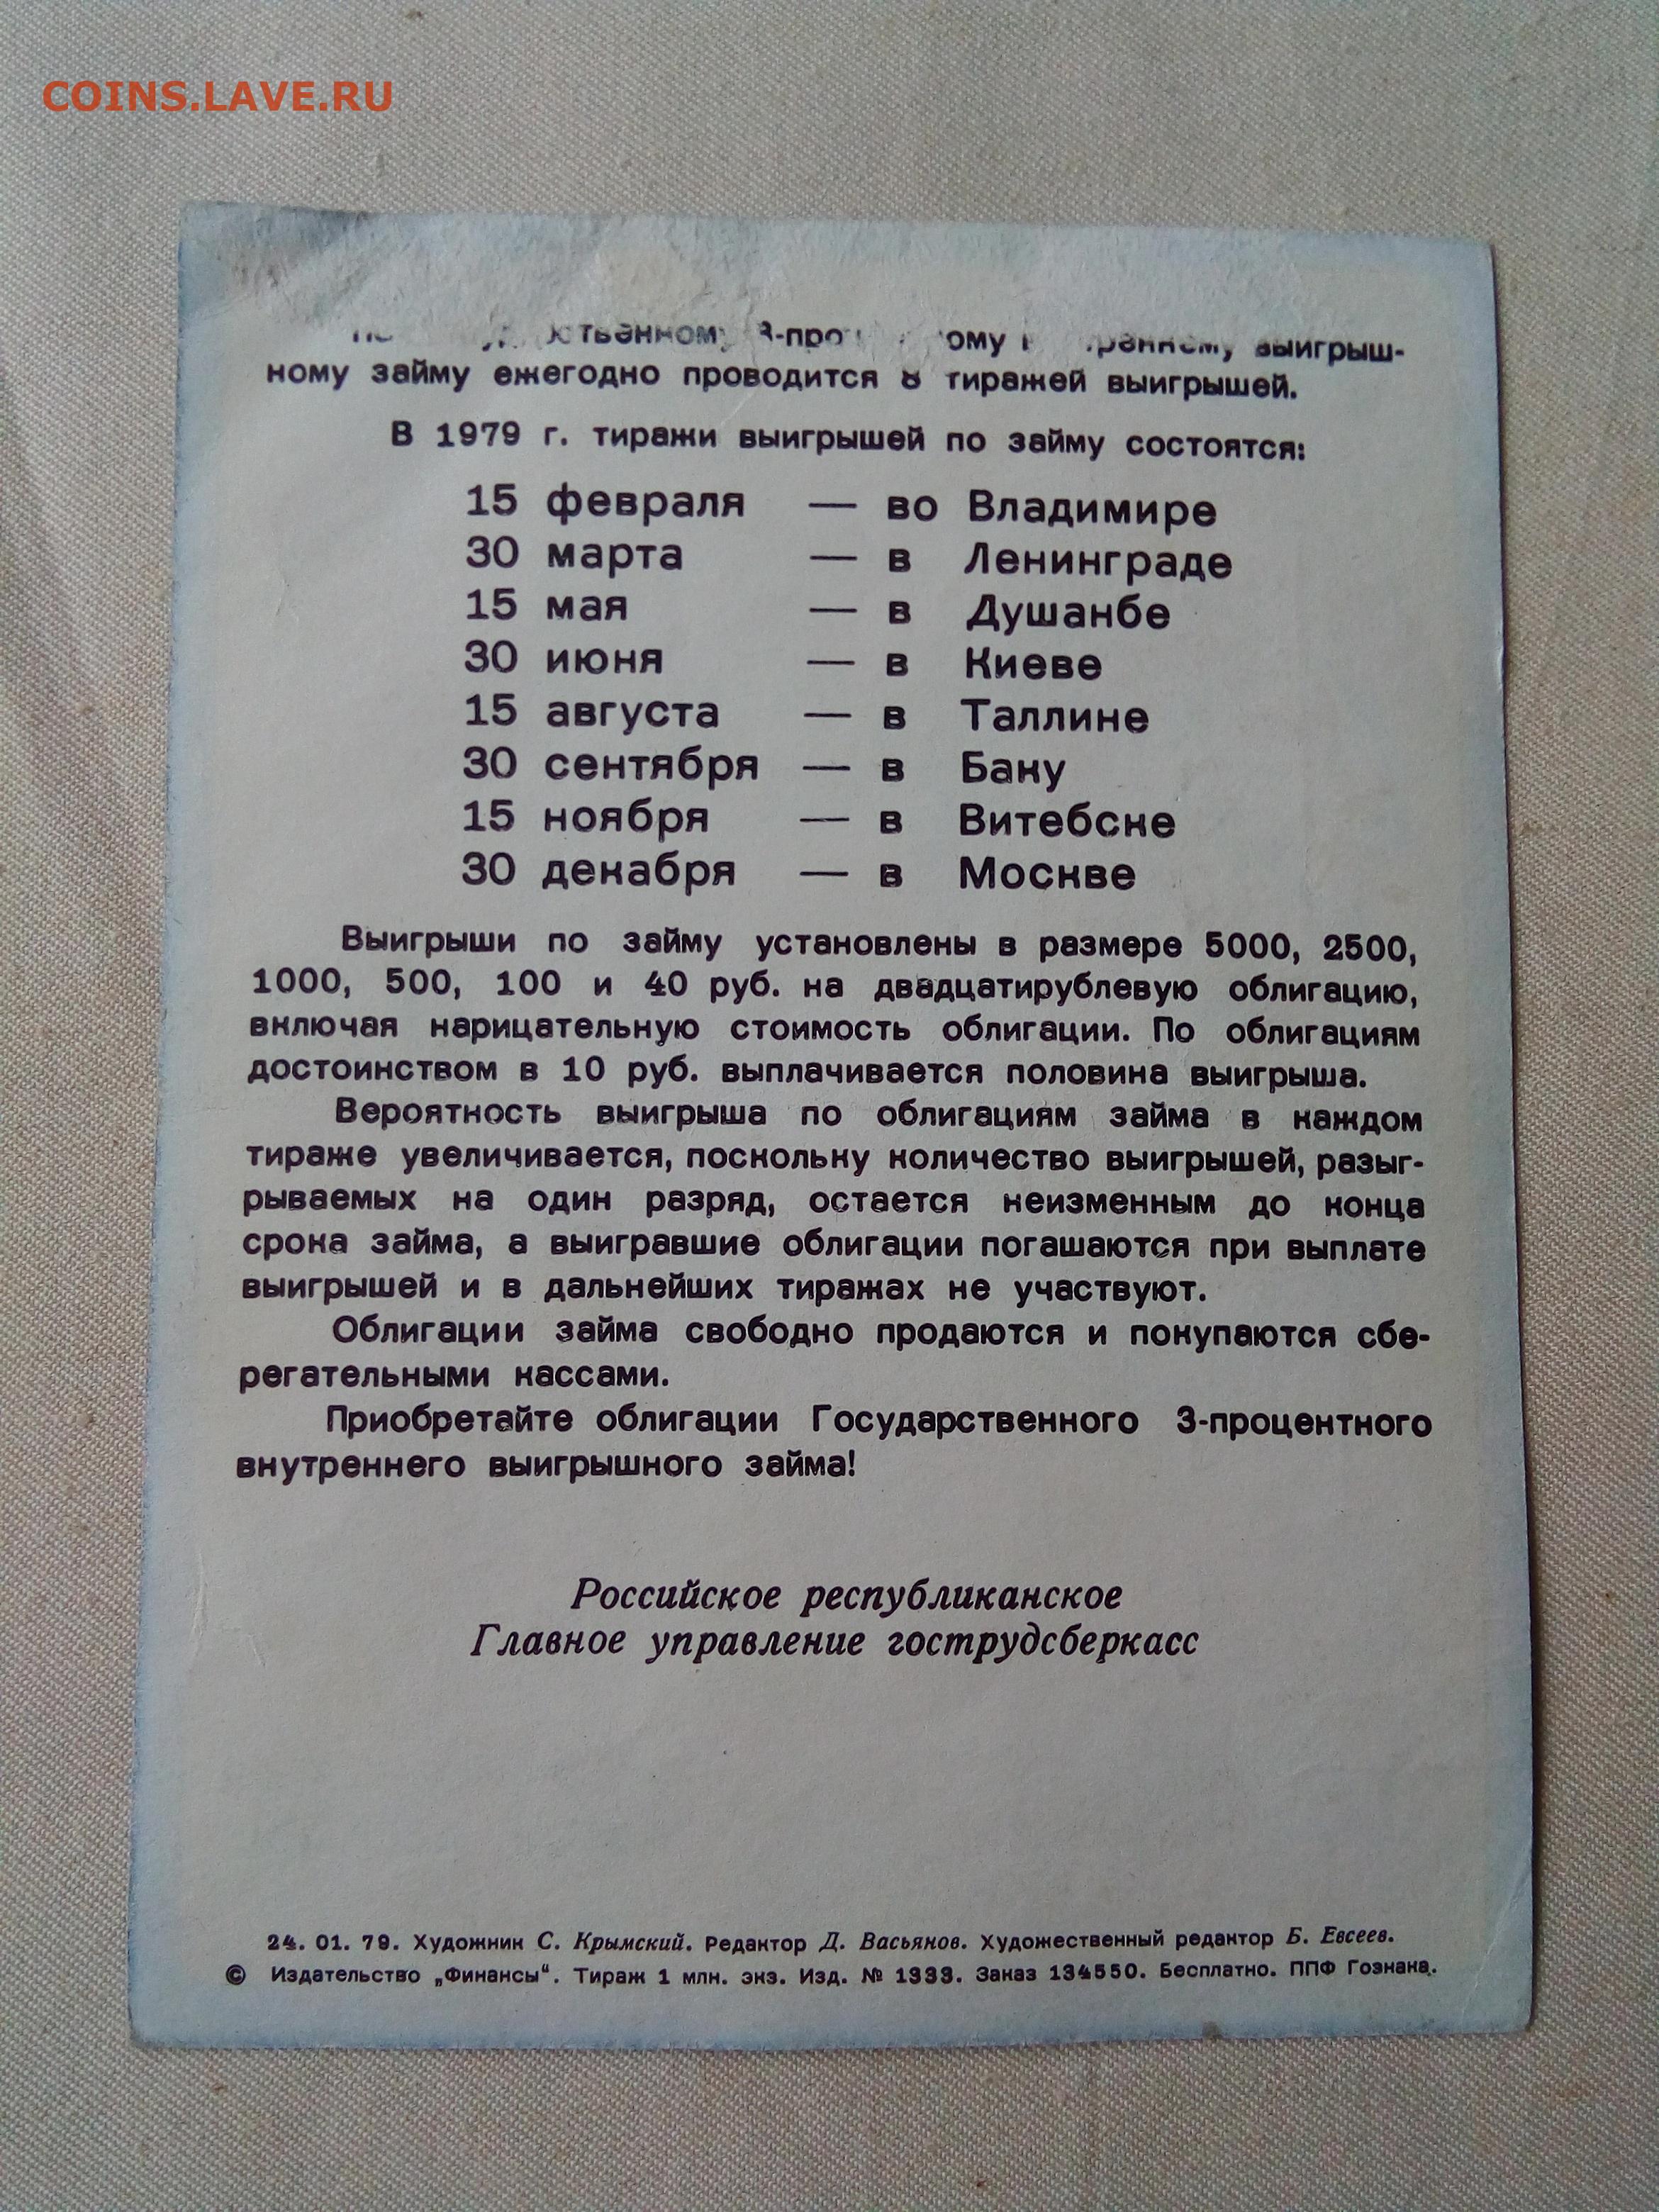 COINS.LAVE.RU
выигрыш-
ному займу ежегодно проводится 8 тиражей выигрышей.
В 1979 г. тиражи выигрышей по займу состоятся:
15 февраля — во Владимире
30 марта — в Ленинграде
15 мая — в Душанбе
30 июня — в Киеве
15 августа — в Таллине
30 сентября — в Баку
15 ноября — в Витебске
30 декабря — в Москве
Выигрыши по займу установлены в размере 5000, 2500,
1000, 500, 100 и 40 руб. на двадцатирублевую облигацию,
включая нарицательную стоимость облигации. По облигациям
достоинством в 10 руб. выплачивается половина выигрыша.
Вероятность выигрыша по облигациям займа в каждом
тираже увеличивается, поскольку количество выигрышей, разыг-
рываемых на один разряд, остается неизменным до конца
срока займа, а выигравшие облигации погашаются при выплате
выигрышей и в дальнейших тиражах не участвуют.
Облигации займа свободно продаются и покупаются сбе-
регательными кассами.
Приобретайте облигации Государственного 3-процентного
внутреннего выигрышного займа!
Российское республиканское
Главное управление гострудсберкасс
24. 01. 79. Художник С. Крымский. Редактор Д. Васьянов. Художественный редактор Б. Евсеев.
© Издательство „Финансы“. Тираж 1 млн. экз. Изд. № 1333. Заказ 134550. Бесплатно. ППФ Гознака.